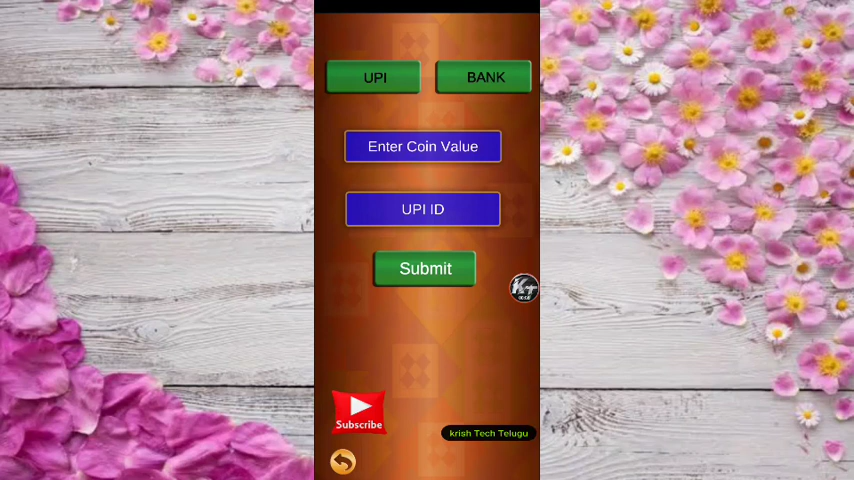 UPI
BANK
Enter Coin Value
UPI ID
Submit
Subscribe
krish Tech Telugu